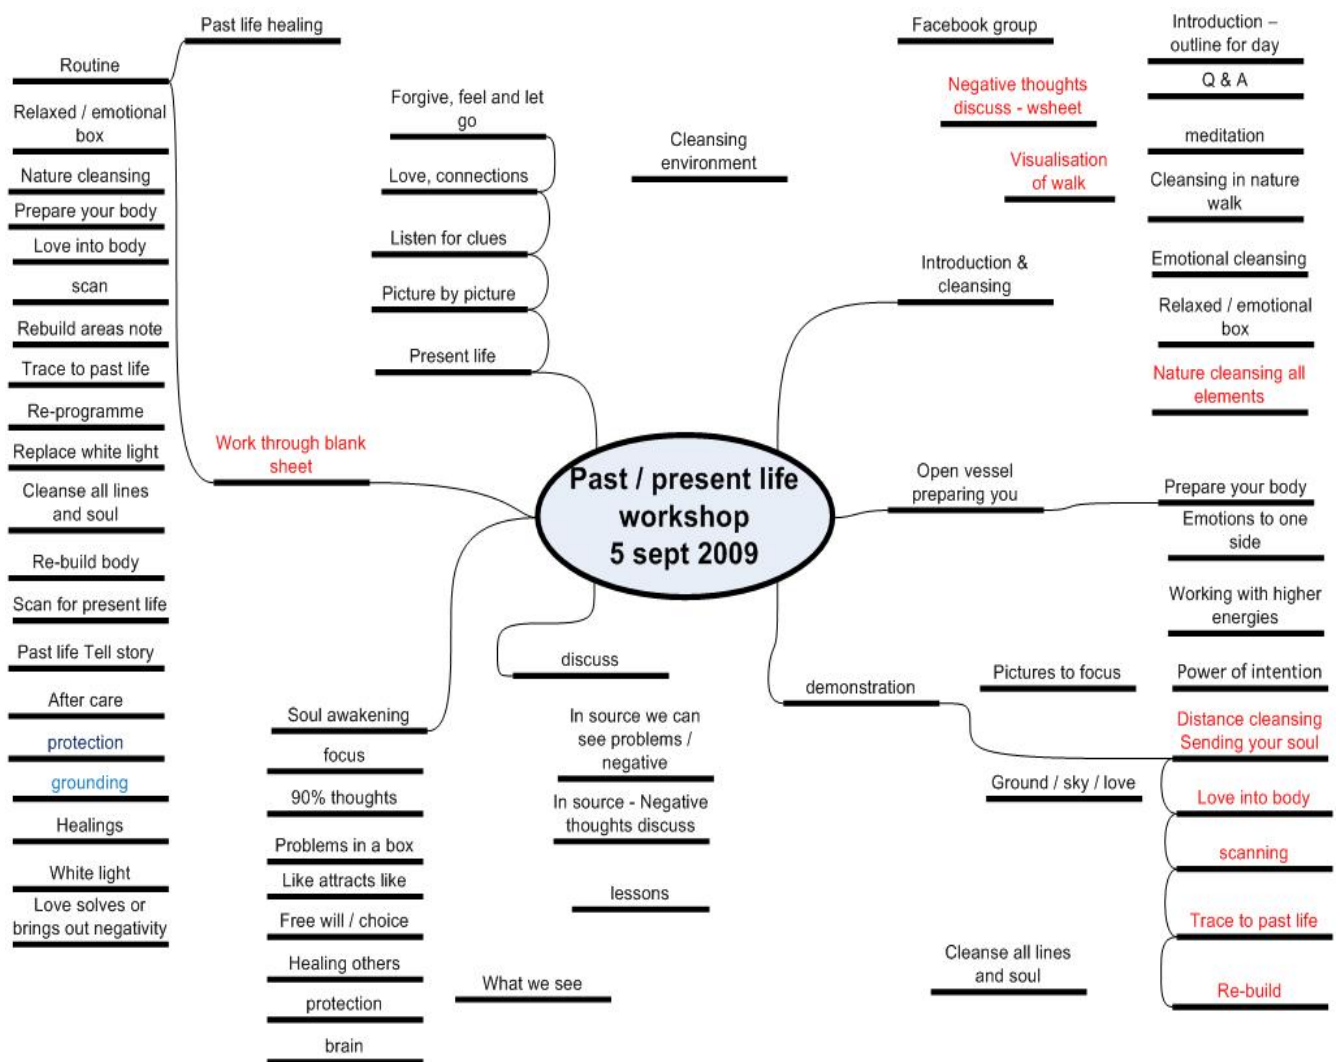 Past life healing
Routine
Relaxed / emotional
box
Nature cleansing
Prepare your body
Love into body
scan
Rebuild areas note
Trace to past life
Re-programme
Replace white light
Cleanse all lines
and soul
Re-build body
Scan for present life
Past life Tell story
After care
protection
grounding
Healings
White light
Love solves or
brings out negativity
Work through blank
sheet
Forgive, feel and let
go
Love, connections
Listen for clues
Picture by picture
Present life
Cleansing
environment
Past / present life
workshop
5 sept 2009
Soul awakening
focus
90% thoughts
Problems in a box
Like attracts like
Free will / choice
Healing others
protection
brain
discuss
In source we can
see problems /
negative
In source - Negative
thoughts discuss
lessons
What we see
Facebook group
Negative thoughts
discuss - wsheet
Visualisation
of walk
Introduction &
cleansing
Introduction –
outline for day
Q & A
meditation
Cleansing in nature
walk
Emotional cleansing
Relaxed / emotional
box
Nature cleansing all
elements
Open vessel
preparing you
Prepare your body
Emotions to one
side
Working with higher
energies
Power of intention
demonstration
Pictures to focus
Ground / sky / love
Distance cleansing
Sending your soul
Love into body
scanning
Trace to past life
Re-build
Cleanse all lines
and soul